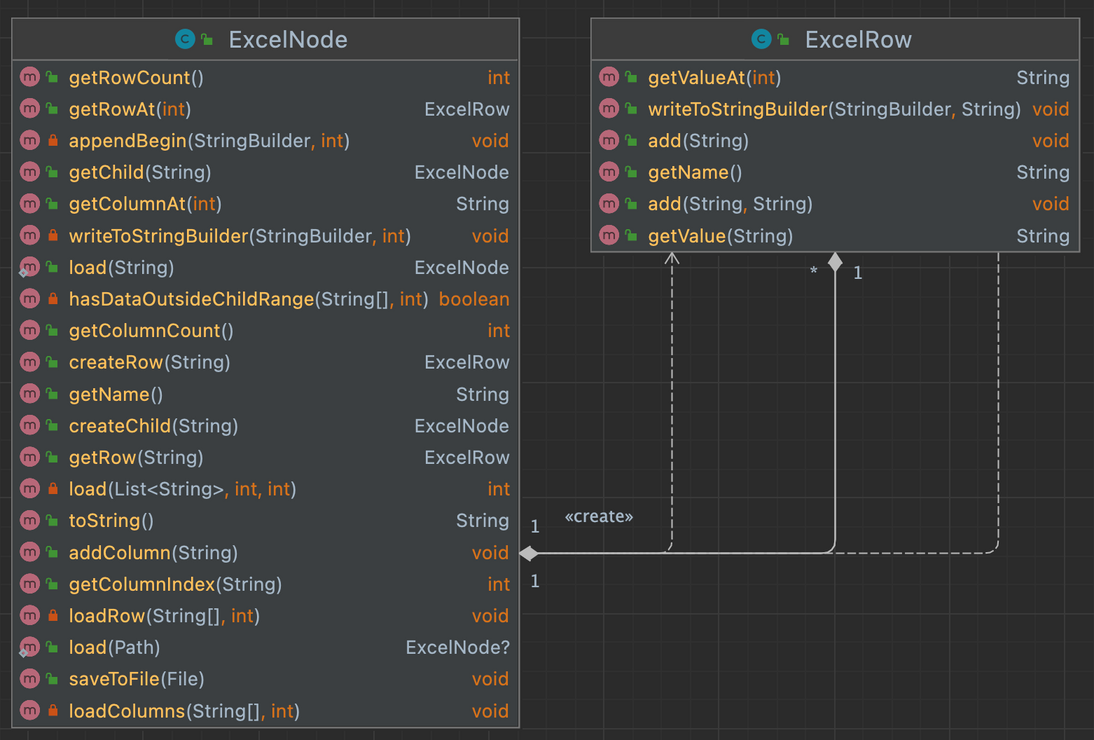 C ExcelNode
m getRowCount() int
m getRowAt(int) ExcelRow
m appendBegin(StringBuilder, int) void
m getChild(String) ExcelNode
m getColumnAt(int) String
m writeToStringBuilder(StringBuilder, int) void
m load(String) ExcelNode
m hasDataOutsideChildRange(String[], int) boolean
m getColumnCount() int
m createRow(String) ExcelRow
m getName() String
m createChild(String) ExcelNode
m getRow(String) ExcelRow
m load(List<String>, int, int) int
m toString() String
m addColumn(String) void
m getColumnIndex(String) int
m loadRow(String[], int) void
m load(Path) ExcelNode?
m saveToFile(File) void
m loadColumns(String[], int) void
C ExcelRow
m getValueAt(int) String
m writeToStringBuilder(StringBuilder, String) void
m add(String) void
m getName() String
m add(String, String) void
m getValue(String) String
* 1
1 «create»
1